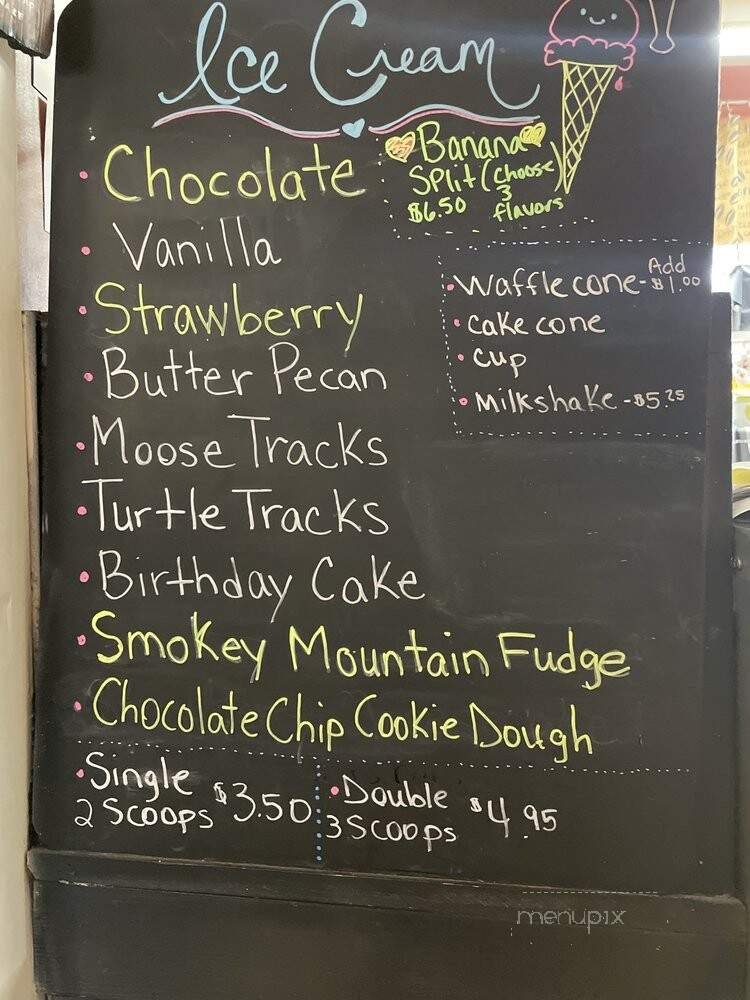 Ice Cream
Banana
Split (choose
$6.50 3
flavors)
• Chocolate
• Vanilla
• Strawberry
• Butter Pecan
• Moose Tracks
• Turtle Tracks
• Birthday Cake
• Smokey Mountain Fudge
• Chocolate Chip Cookie Dough
• Waffle cone - Add $1.00
• cake cone
• cup
• Milkshake - $5.25
• Single
2 Scoops $3.50
• Double
3 Scoops $4.95
menupix